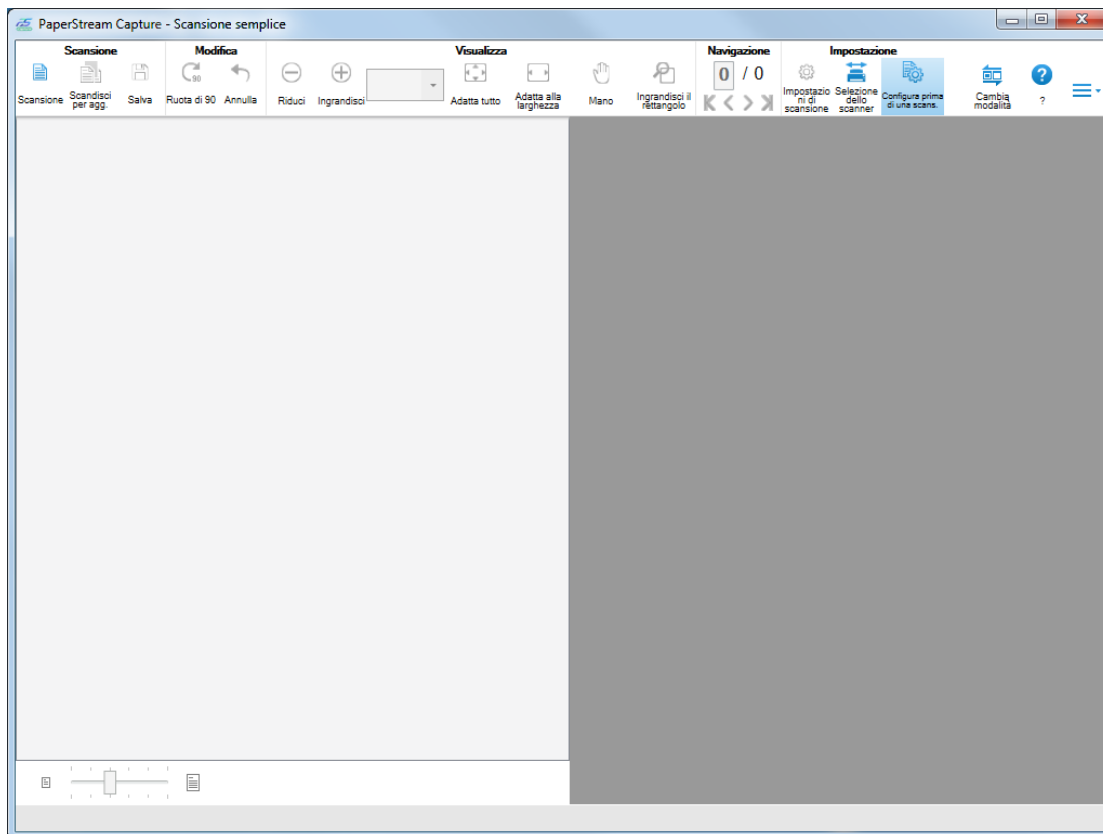 PaperStream Capture - Scansione semplice
Scansione Modifica Visualizza Navigazione Impostazione
90
0 / 0
?
Scansione
Scandisci
per agg.
Salva
Ruota di 90
Annulla
Riduci
Ingrandisci
Adatta tutto
Adatta alla
larghezza
Mano
Ingrandisci il
rettangolo
Impostazio
ni di
scansione
Selezione
dello
scanner
Configura prima
di una scans.
Cambia
modalità
?